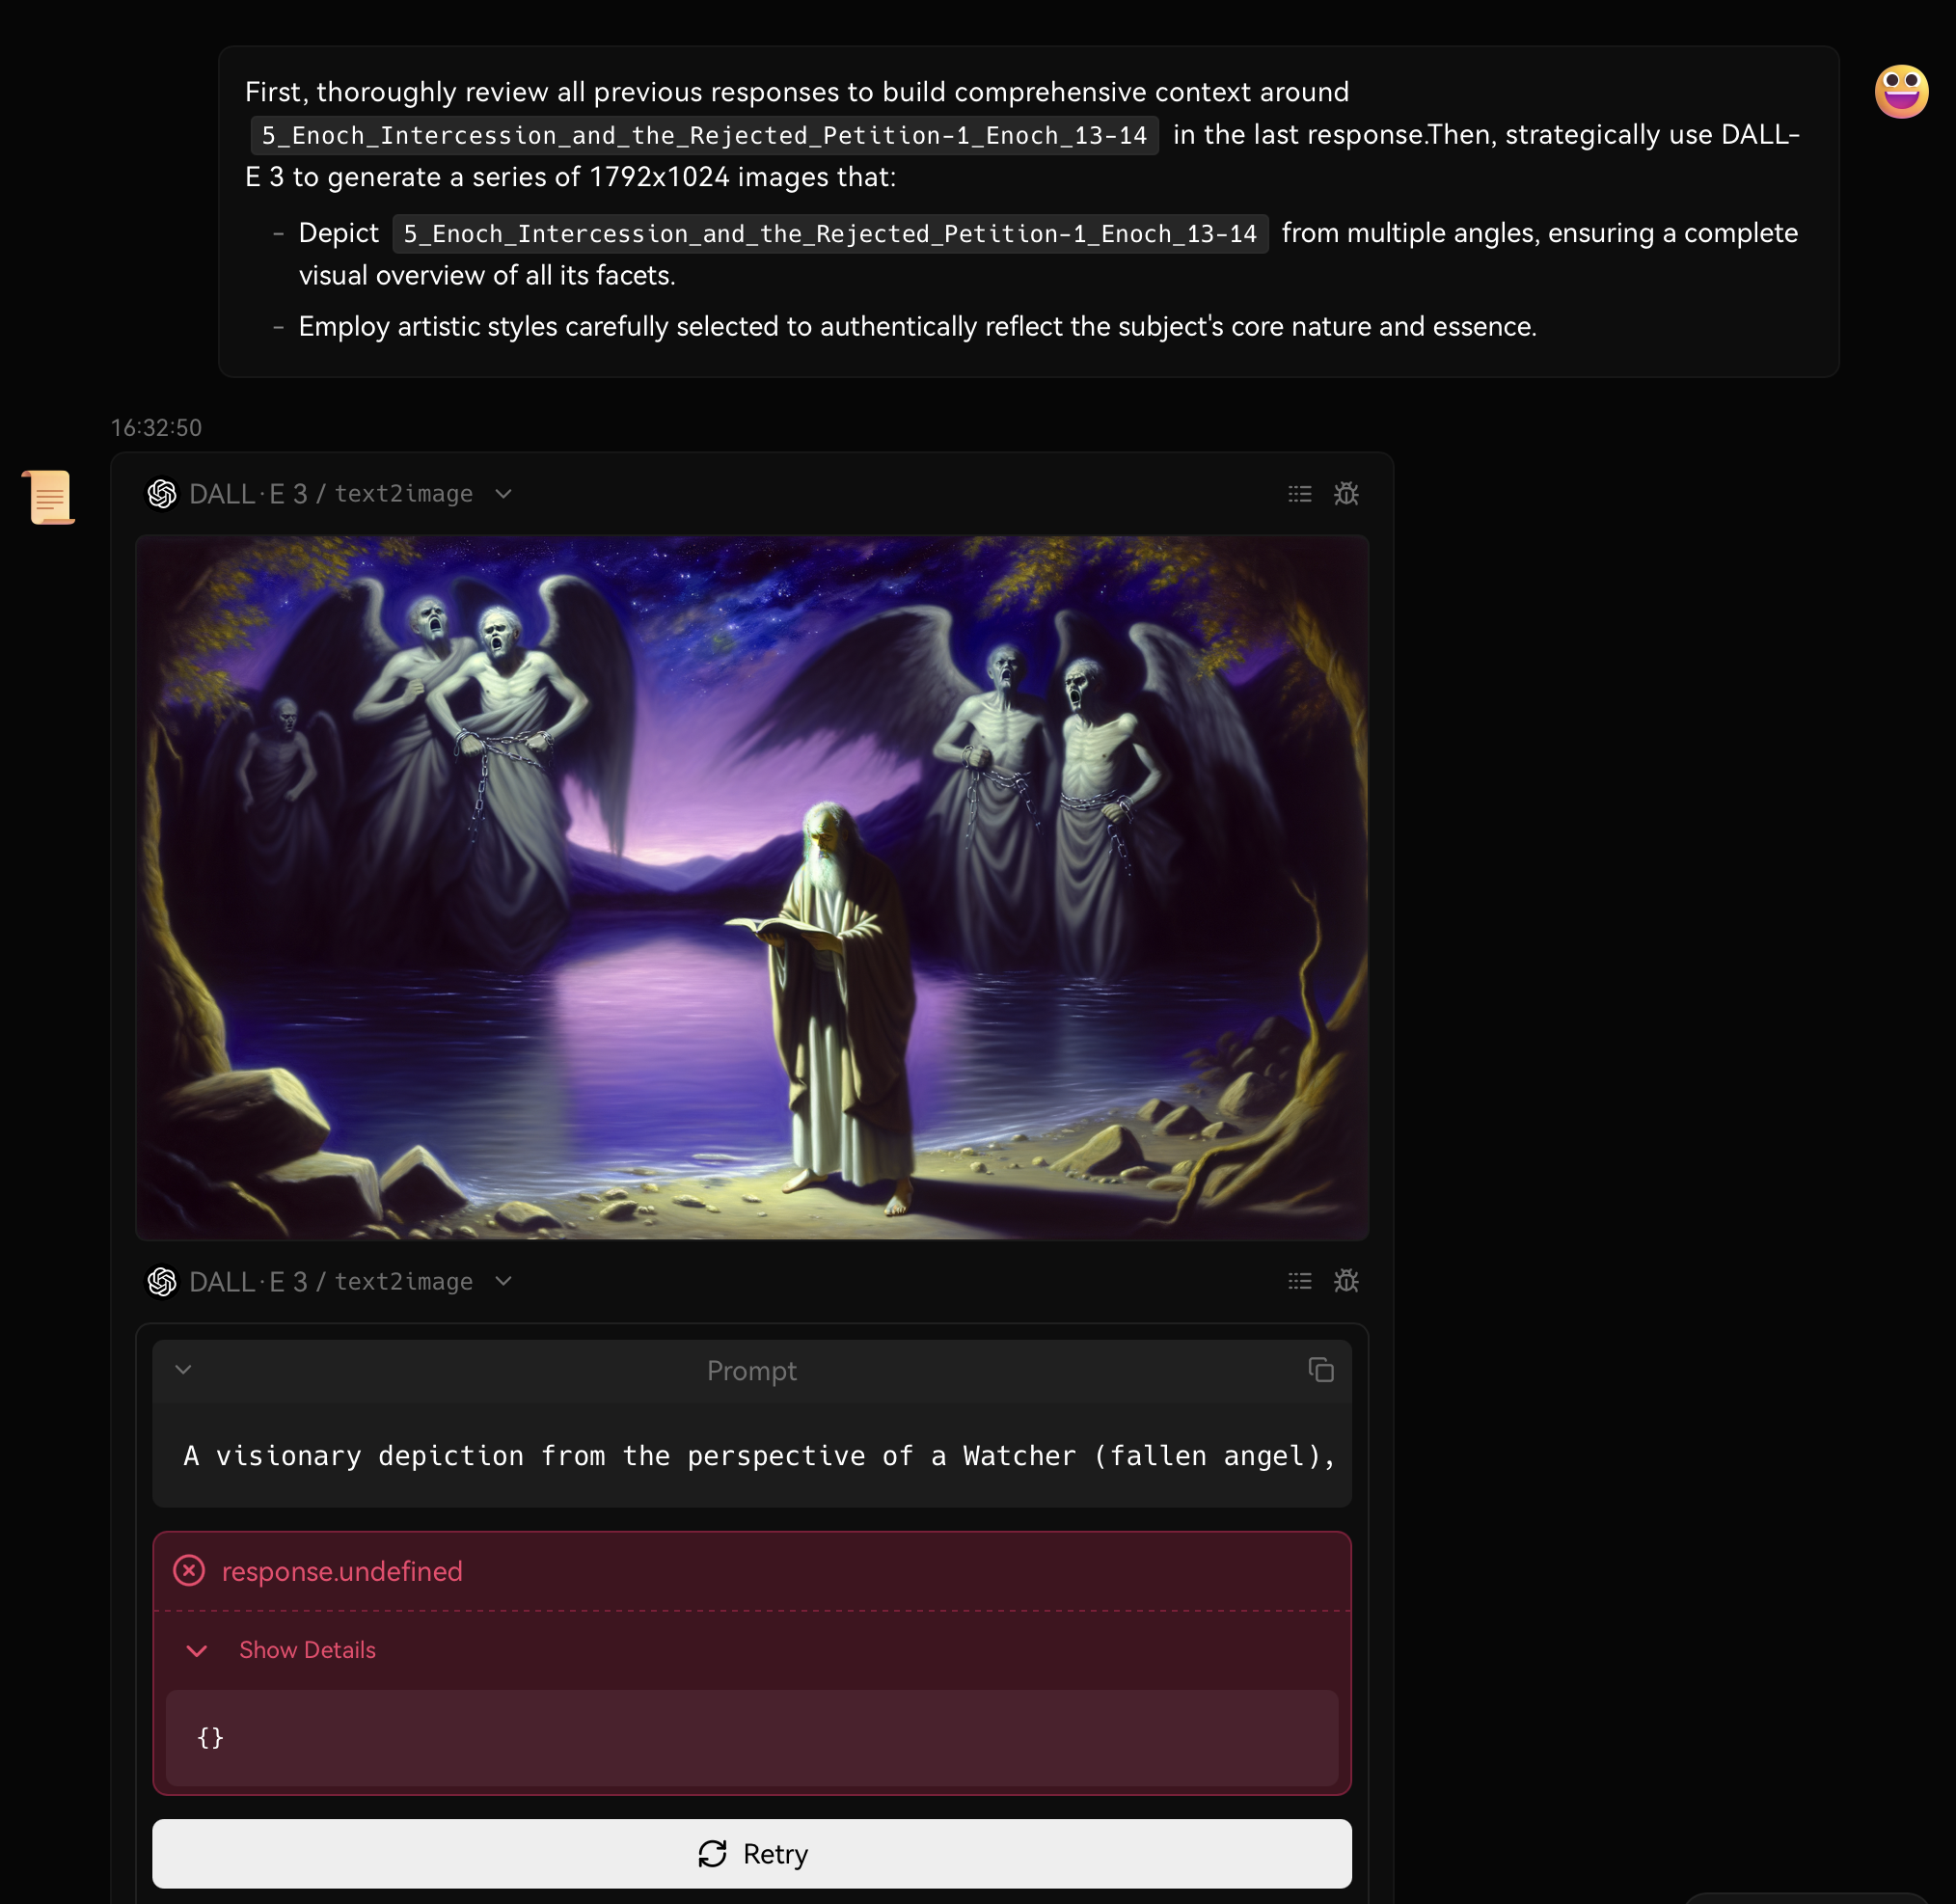 First, thoroughly review all previous responses to build comprehensive context around
5_Enoch_Intercession_and_the_Rejected_Petition-1_Enoch_13-14 in the last response.Then, strategically use DALL-
E 3 to generate a series of 1792x1024 images that:
– Depict 5_Enoch_Intercession_and_the_Rejected_Petition-1_Enoch_13-14 from multiple angles, ensuring a complete
visual overview of all its facets.
– Employ artistic styles carefully selected to authentically reflect the subject's core nature and essence.
16:32:50
DALL·E 3 / text2image
DALL·E 3 / text2image
Prompt
A visionary depiction from the perspective of a Watcher (fallen angel),
response.undefined
Show Details
{}
Retry